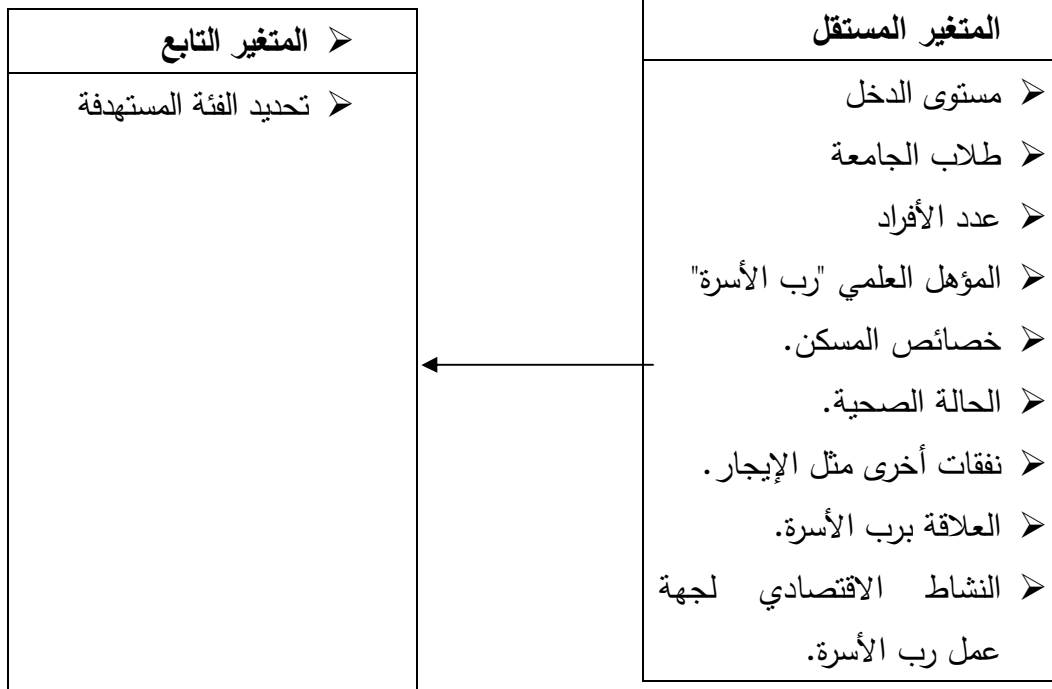 المتغير المستقل
مستوى الدخل
طلاب الجامعة
عدد الأفراد
المؤهل العلمي "رب الأسرة"
خصائص المسكن.
الحالة الصحية.
نفقات أخرى مثل الإيجار.
العلاقة برب الأسرة.
النشاط الاقتصادي لجهة
عمل رب الأسرة.
المتغير التابع
تحديد الفئة المستهدفة